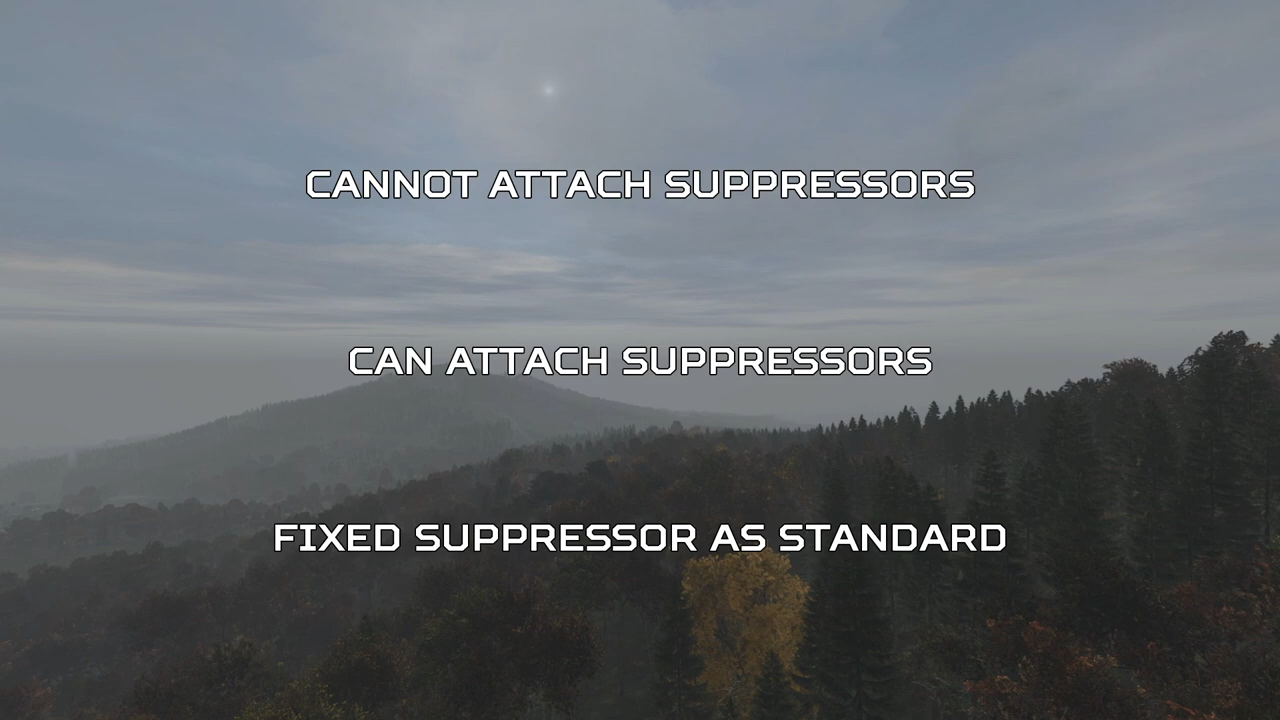 CANNOT ATTACH SUPPRESSORS
CAN ATTACH SUPPRESSORS
FIXED SUPPRESSOR AS STANDARD